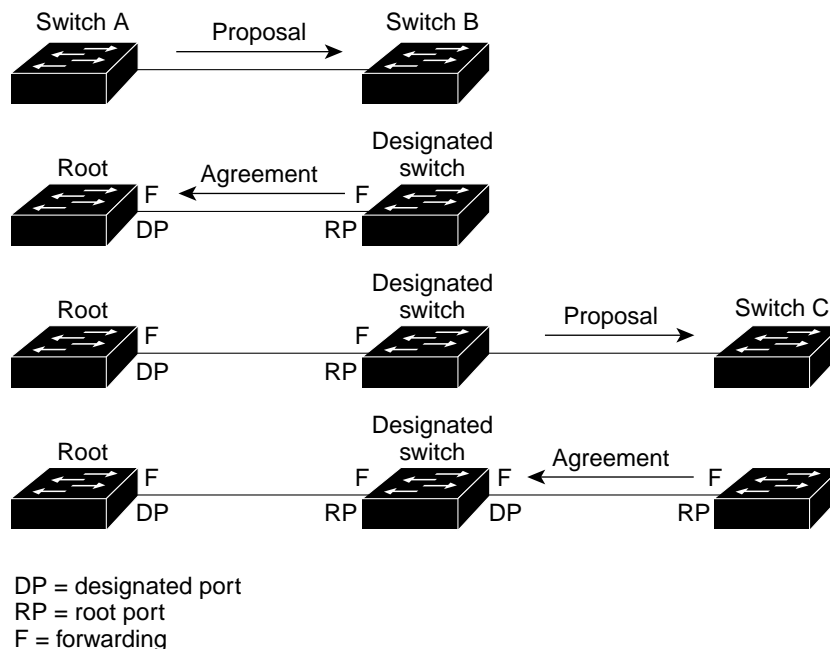 Switch A
Proposal
Switch B
Root
F
Agreement
F
Designated
switch
DP
RP
Root
F
DP
F
RP
Designated
switch
Proposal
Switch C
Root
F
DP
F
RP
Designated
switch
F
DP
Agreement
F
RP
DP = designated port
RP = root port
F = forwarding